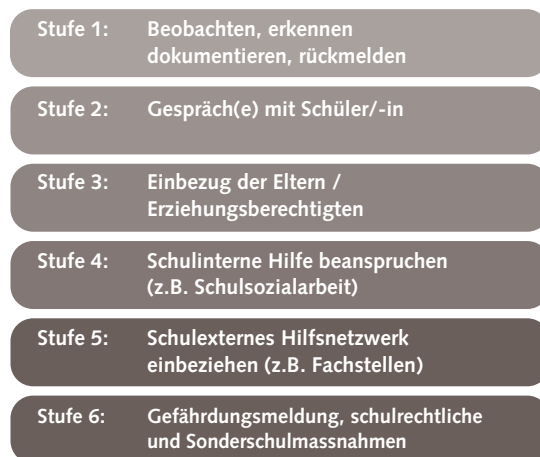 Stufe 1: Beobachten, erkennen
dokumentieren, rückmelden
Stufe 2: Gespräch(e) mit Schüler/-in
Stufe 3: Einbezug der Eltern /
Erziehungsberechtigten
Stufe 4: Schulinterne Hilfe beanspruchen
(z.B. Schulsozialarbeit)
Stufe 5: Schulexternes Hilfsnetzwerk
einbeziehen (z.B. Fachstellen)
Stufe 6: Gefährdungsmeldung, schulrechtliche
und Sonderschulmassnahmen